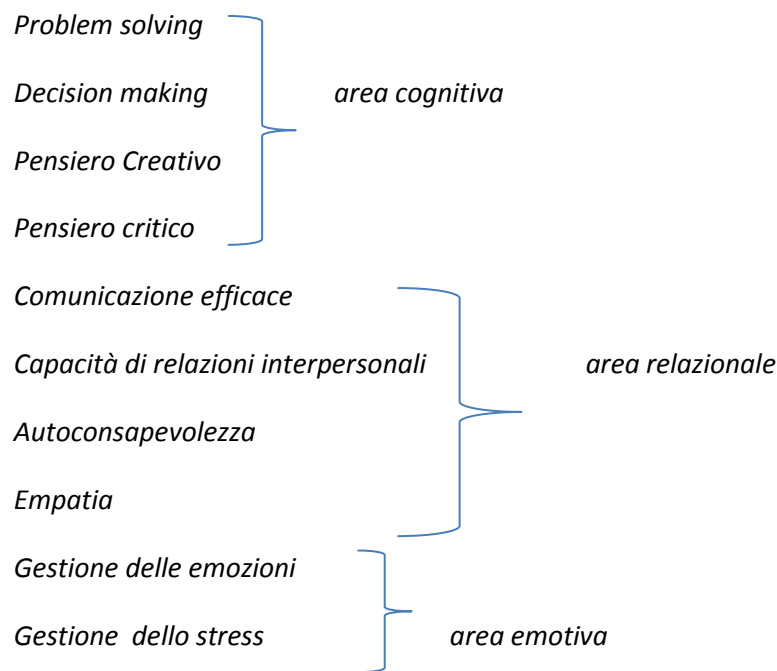 Problem solving
Decision making area cognitiva
Pensiero Creativo
Pensiero critico
Comunicazione efficace
Capacità di relazioni interpersonali area relazionale
Autoconsapevolezza
Empatia
Gestione delle emozioni
Gestione dello stress area emotiva